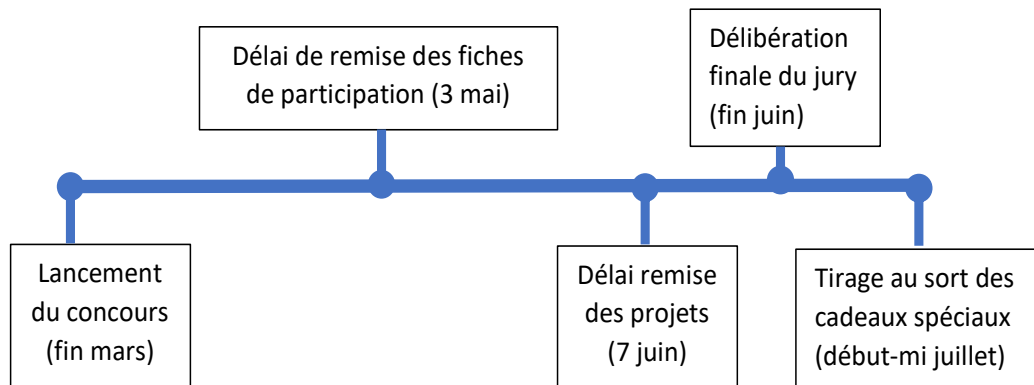 Délai de remise des fiches
de participation (3 mai)
Délibération
finale du jury
(fin juin)
Lancement
du concours
(fin mars)
Délai remise
des projets
(7 juin)
Tirage au sort des
cadeaux spéciaux
(début-mi juillet)